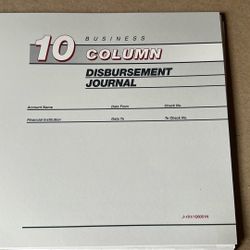 10 BUSINESS
COLUMN
DISBURSEMENT
JOURNAL
Account Name Date From Check No.
Financial Institution Date To To Check No.